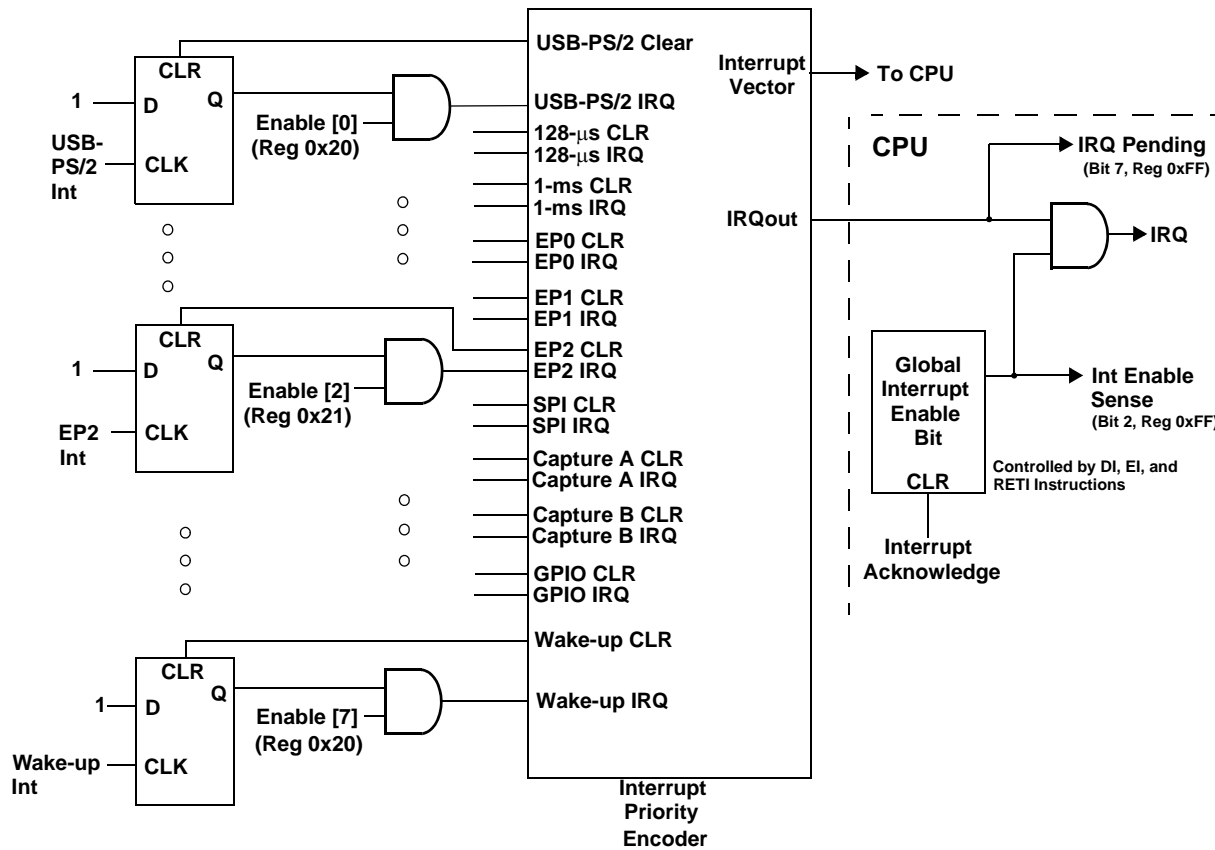 USB-PS/2 Clear
CLR
Interrupt
Vector
To CPU
1
D
Q
USB-PS/2 IRQ
Enable [0]
(Reg 0x20)
USB-
PS/2
Int
CLK
128-μs CLR
128-μs IRQ
CPU
IRQ Pending
(Bit 7, Reg 0xFF)
1-ms CLR
1-ms IRQ
IRQout
IRQ
EP0 CLR
EP0 IRQ
EP1 CLR
EP1 IRQ
CLR
1
D
Q
EP2 CLR
EP2 IRQ
Enable [2]
(Reg 0x21)
EP2
Int
CLK
Global
Interrupt
Enable
Bit
CLR
Int Enable
Sense
(Bit 2, Reg 0xFF)
SPI CLR
SPI IRQ
Controlled by DI, EI, and
RETI Instructions
Capture A CLR
Capture A IRQ
Capture B CLR
Capture B IRQ
Interrupt
Acknowledge
GPIO CLR
GPIO IRQ
Wake-up CLR
CLR
1
D
Q
Wake-up IRQ
Enable [7]
(Reg 0x20)
Wake-up
Int
CLK
Interrupt
Priority
Encoder